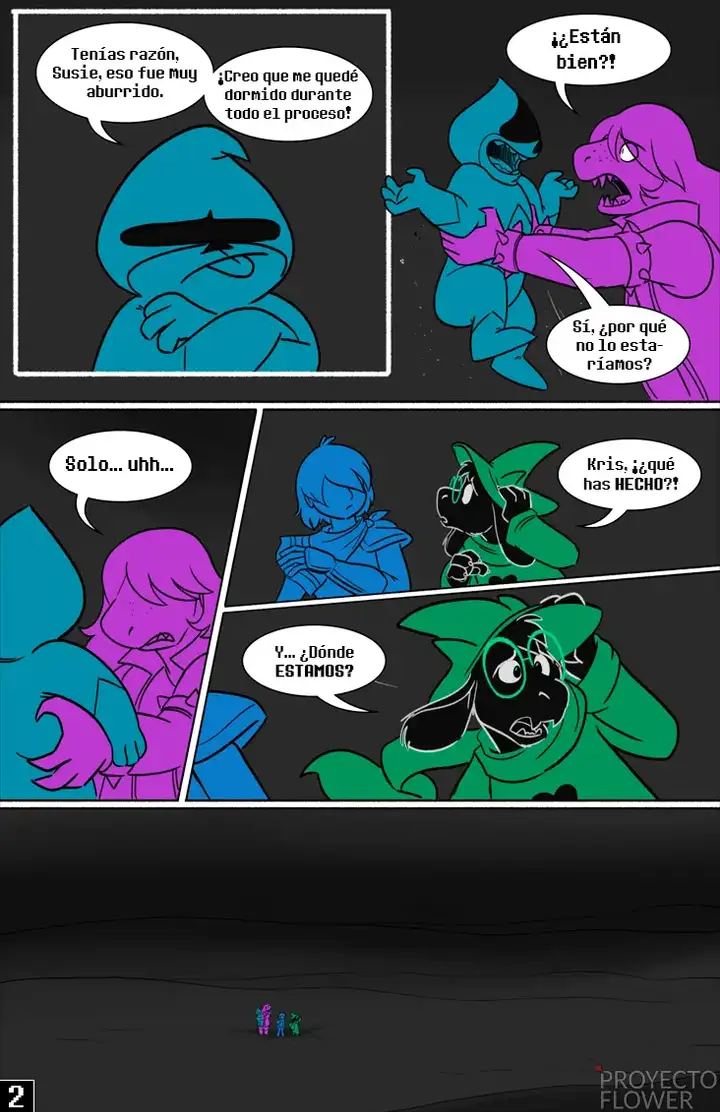 Tenías razón,
Susie, eso fue muy
aburrido.
¡Creo que me quedé
dormido durante
todo el proceso!
¡¿Están
bien?!
Sí, ¿por qué
no lo esta-
ríamos?
Solo... uhh...
Kris, ¡¿qué
has HECHO?!
Y... ¿Dónde
ESTAMOS?
2
PROYECTO
FLOWER